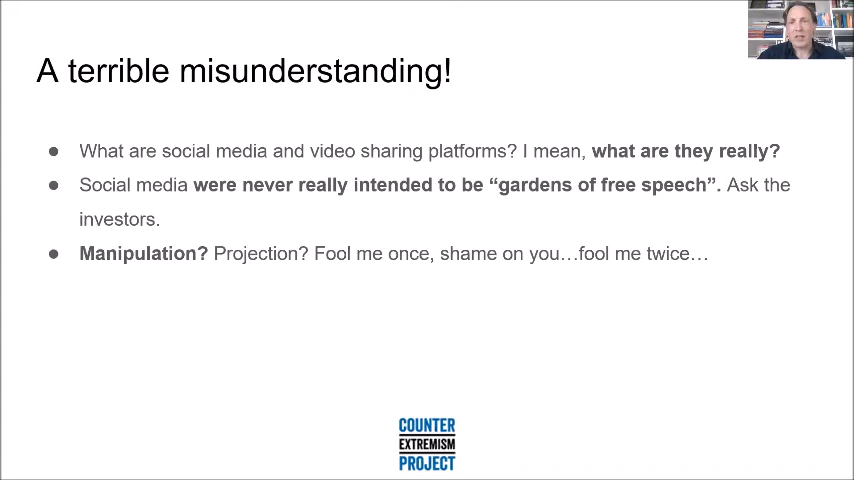 A terrible misunderstanding!
● What are social media and video sharing platforms? I mean, what are they really?
● Social media were never really intended to be “gardens of free speech”. Ask the
investors.
● Manipulation? Projection? Fool me once, shame on you…fool me twice…
COUNTER
EXTREMISM
PROJECT